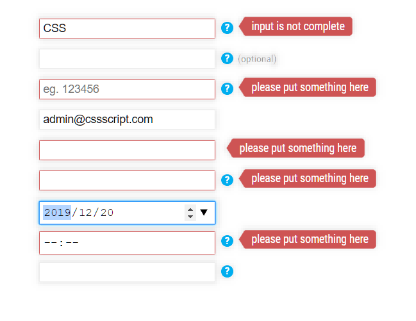 CSS ? input is not complete
? (optional)
eg. 123456 ? please put something here
admin@cssscript.com
please put something here
? please put something here
2019/12/20
--:-- ? please put something here
?